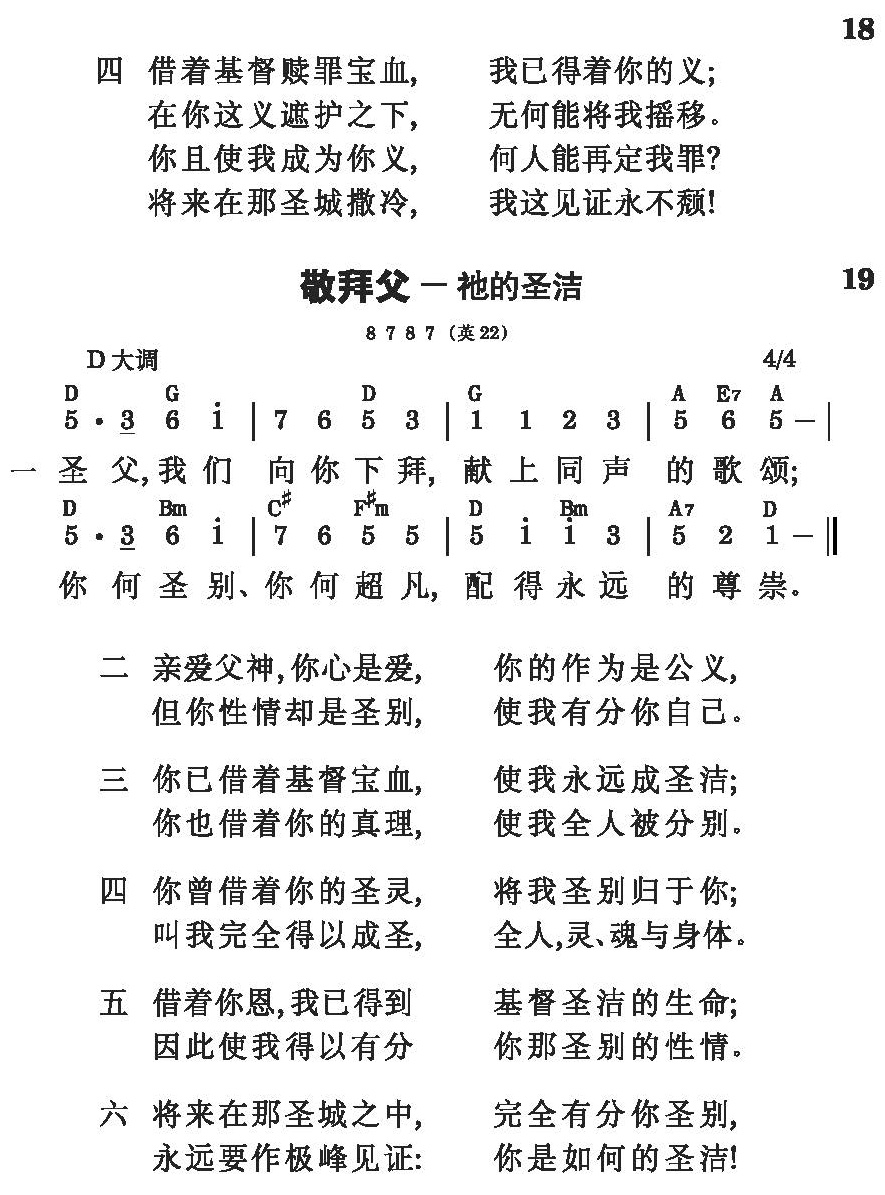 18
四 借着基督赎罪宝血, 我已得着你的义;
在你这义遮护之下, 无何能将我摇移。
你且使我成为你义, 何人能再定我罪?
将来在那圣城撒冷, 我这见证永不颓!
敬拜父 — 祂的圣洁 19
8 7 8 7 (英22)
D大调 4/4
D G D G A E7 A
5 · 3 6 i | 7 6 5 3 | 1 1 2 3 | 5 6 5 — |
一 圣 父, 我 们 向 你 下 拜, 献 上 同 声 的 歌 颂;
D Bm C# F#m D Bm A7 D
5 · 3 6 i | 7 6 5 5 | 5 i i 3 | 5 2 1 — ‖
你 何 圣 别、你 何 超 凡, 配 得 永 远 的 尊 崇。
二 亲爱父神, 你心是爱, 你的作为是公义,
但你性情却是圣别, 使我有分你自己。
三 你已借着基督宝血, 使我永远成圣洁;
你也借着你的真理, 使我全人被分别。
四 你曾借着你的圣灵, 将我圣别归于你;
叫我完全得以成圣, 全人,灵、魂与身体。
五 借着你恩, 我已得到 基督圣洁的生命;
因此使我得以有分 你那圣别的性情。
六 将来在那圣城之中, 完全有分你圣别,
永远要作极峰见证: 你是如何的圣洁!